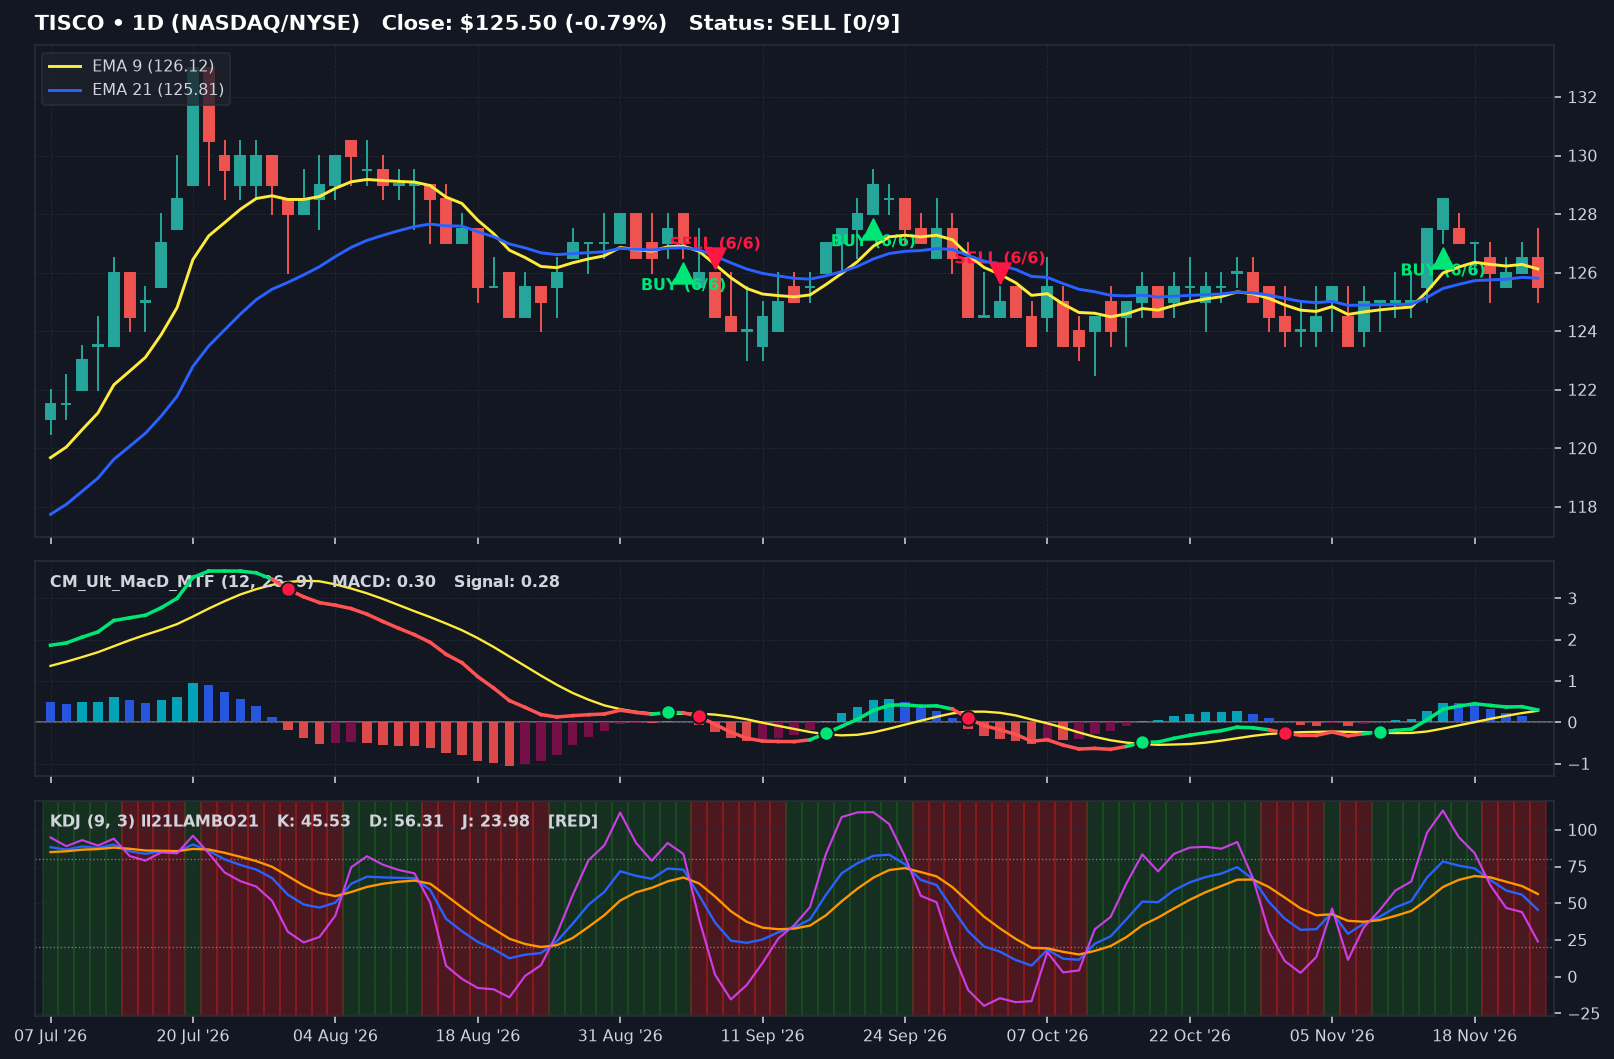 TISCO • 1D (NASDAQ/NYSE)   Close: $125.50 (-0.79%)   Status: SELL [0/9]
EMA 9 (126.12)
EMA 21 (125.81)
132
130
128
126
124
122
120
118
SELL (6/6)
BUY (6/6)
BUY (6/6)
SELL (6/6)
BUY (6/6)
CM_Ult_MacD_MTF (12, 26, 9)   MACD: 0.30   Signal: 0.28
3
2
1
0
−1
KDJ (9, 3) II21LAMBO21   K: 45.53   D: 56.31   J: 23.98   [RED]
100
75
50
25
0
−25
07 Jul '26
20 Jul '26
04 Aug '26
18 Aug '26
31 Aug '26
11 Sep '26
24 Sep '26
07 Oct '26
22 Oct '26
05 Nov '26
18 Nov '26